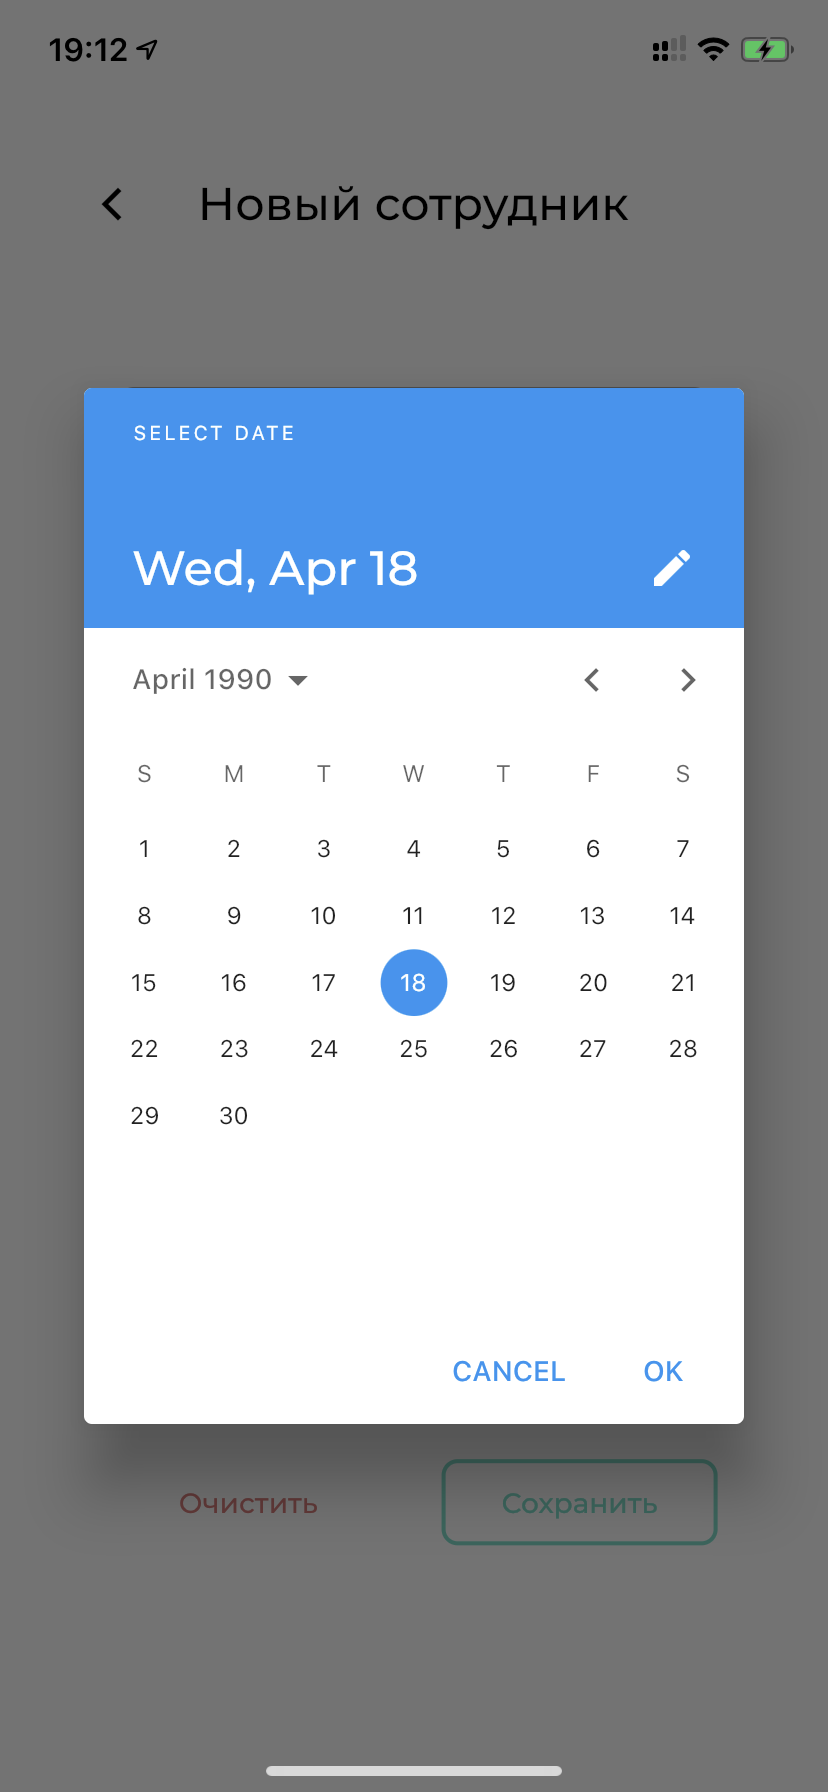 19:12
Новый сотрудник
SELECT DATE
Wed, Apr 18
April 1990
S M T W T F S
1 2 3 4 5 6 7
8 9 10 11 12 13 14
15 16 17 18 19 20 21
22 23 24 25 26 27 28
29 30
CANCEL OK
Очистить Сохранить